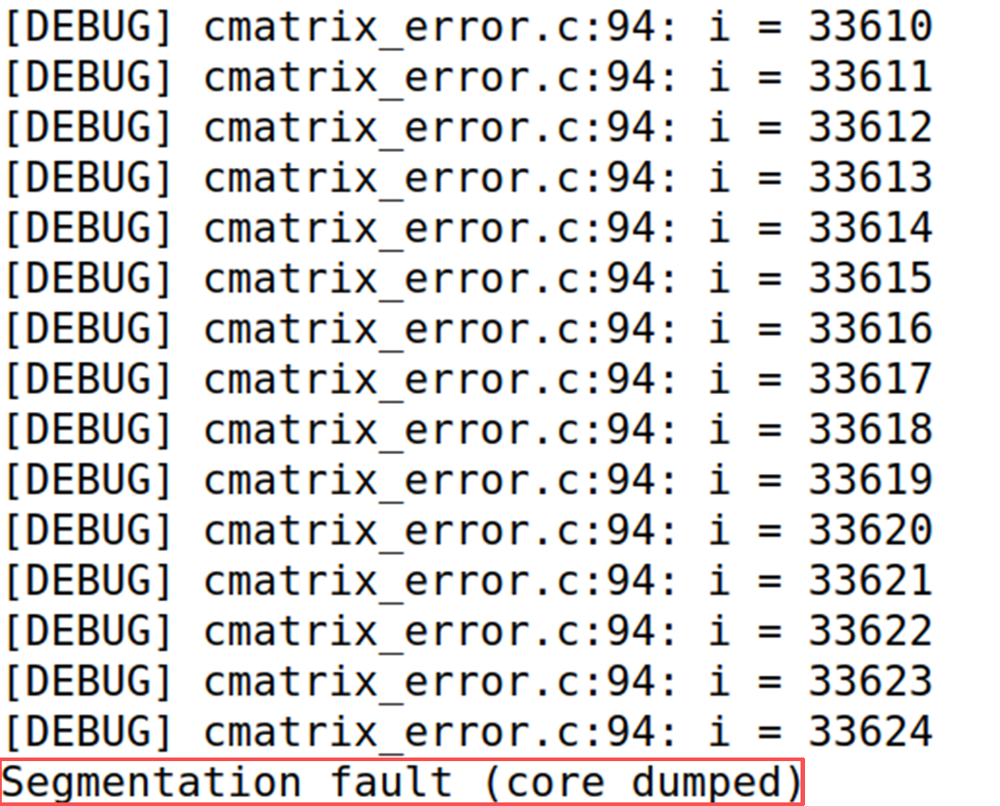 [DEBUG] cmatrix_error.c:94: i = 33610
[DEBUG] cmatrix_error.c:94: i = 33611
[DEBUG] cmatrix_error.c:94: i = 33612
[DEBUG] cmatrix_error.c:94: i = 33613
[DEBUG] cmatrix_error.c:94: i = 33614
[DEBUG] cmatrix_error.c:94: i = 33615
[DEBUG] cmatrix_error.c:94: i = 33616
[DEBUG] cmatrix_error.c:94: i = 33617
[DEBUG] cmatrix_error.c:94: i = 33618
[DEBUG] cmatrix_error.c:94: i = 33619
[DEBUG] cmatrix_error.c:94: i = 33620
[DEBUG] cmatrix_error.c:94: i = 33621
[DEBUG] cmatrix_error.c:94: i = 33622
[DEBUG] cmatrix_error.c:94: i = 33623
[DEBUG] cmatrix_error.c:94: i = 33624
Segmentation fault (core dumped)